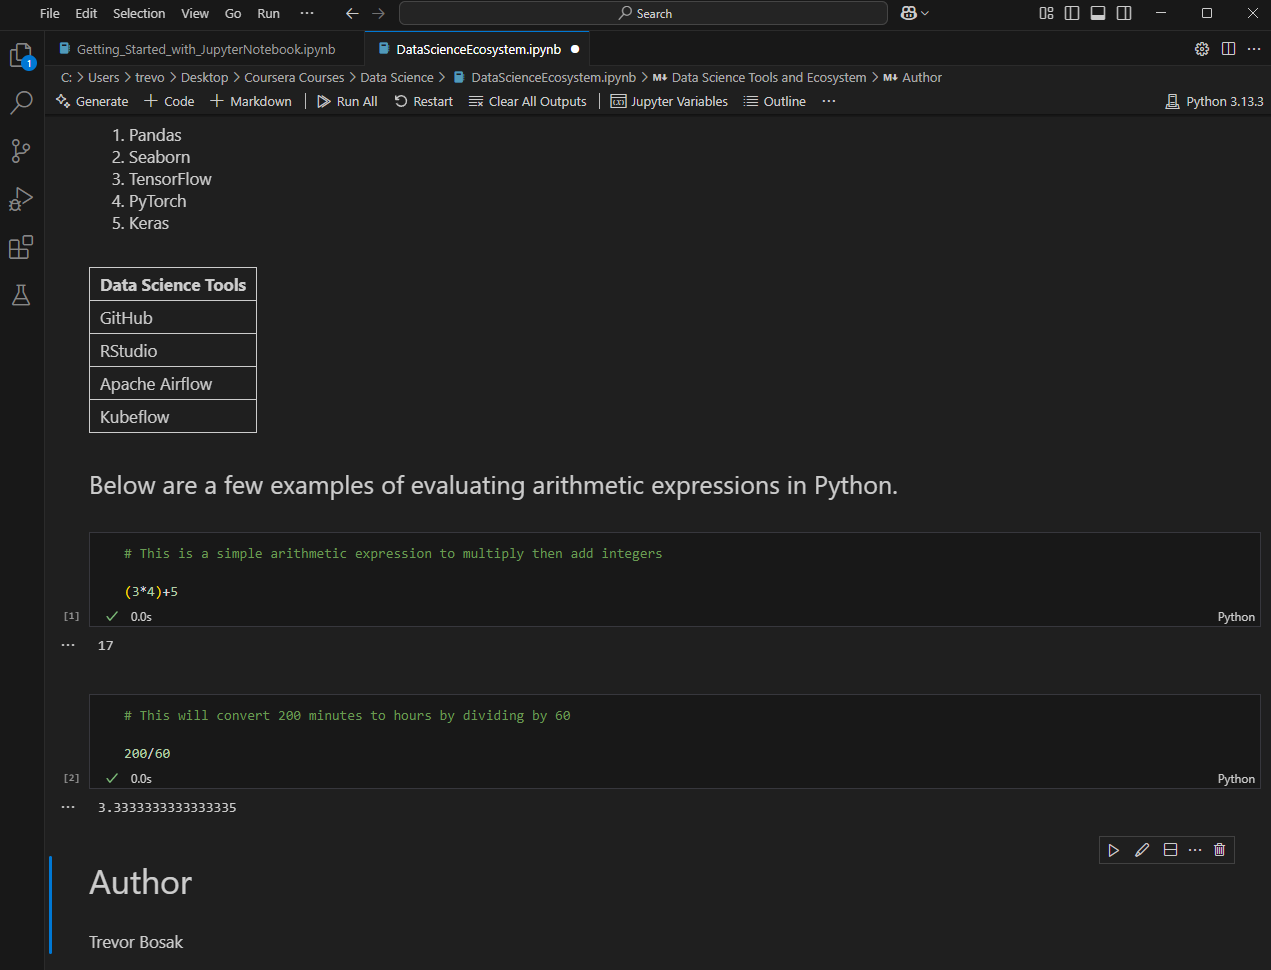 File Edit Selection View Go Run ··· Search
1
Getting_Started_with_JupyterNotebook.ipynb DataScienceEcosystem.ipynb
C: > Users > trevo > Desktop > Coursera Courses > Data Science > DataScienceEcosystem.ipynb > M↓ Data Science Tools and Ecosystem > M↓ Author
Generate + Code + Markdown | Run All Restart Clear All Outputs | Jupyter Variables Outline ··· Python 3.13.3
1. Pandas
2. Seaborn
3. TensorFlow
4. PyTorch
5. Keras
Data Science Tools
GitHub
RStudio
Apache Airflow
Kubeflow
Below are a few examples of evaluating arithmetic expressions in Python.
# This is a simple arithmetic expression to multiply then add integers
(3*4)+5
[1] ✓ 0.0s Python
··· 17
# This will convert 200 minutes to hours by dividing by 60
200/60
[2] ✓ 0.0s Python
··· 3.3333333333333335
Author
Trevor Bosak